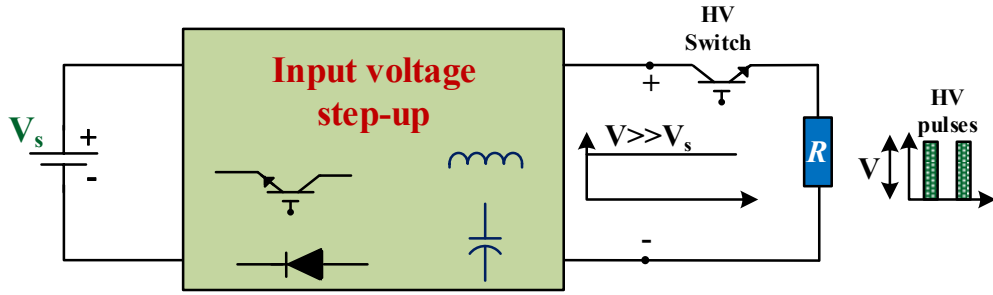 HV
Switch
Input voltage
step-up
+
V≫Vs
Vs
+
-
-
R
HV
pulses
V